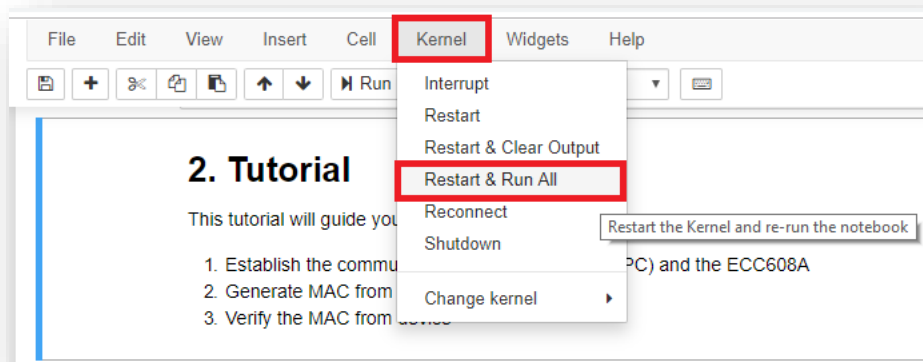 File Edit View Insert Cell Kernel Widgets Help
Run
Interrupt
Restart
Restart & Clear Output
Restart & Run All
Reconnect
Shutdown
Change kernel
Restart the Kernel and re-run the notebook
2. Tutorial
This tutorial will guide you
1. Establish the commu PC) and the ECC608A
2. Generate MAC from
3. Verify the MAC from device